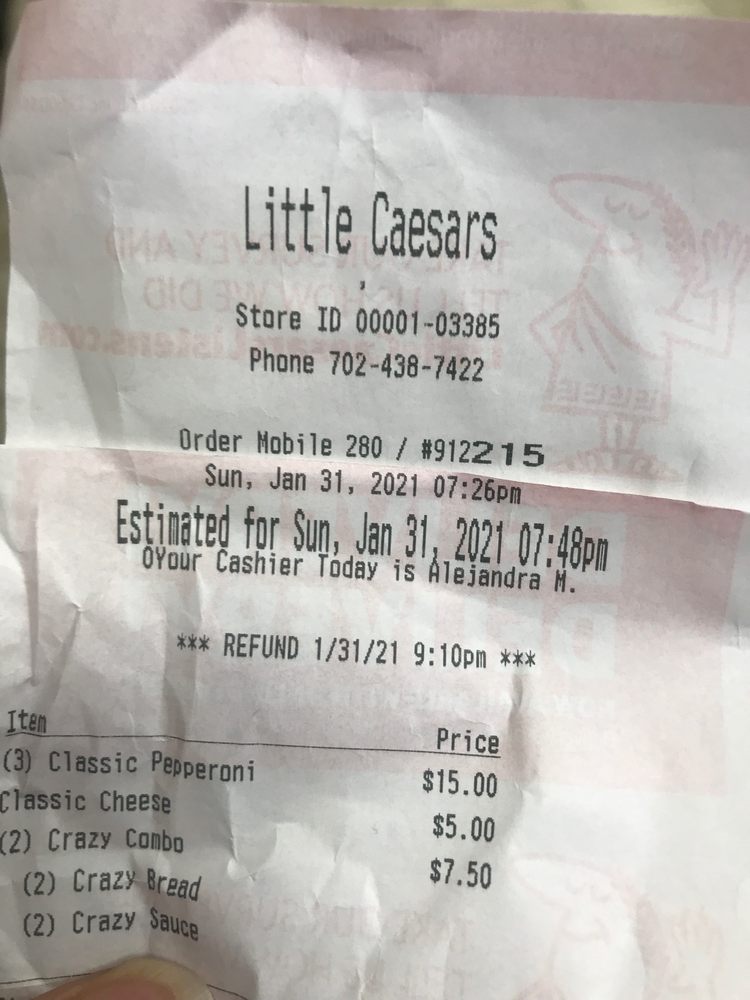 Little Caesars
Store ID 00001-03385
Phone 702-438-7422
Order Mobile 280 / #912215
Sun, Jan 31, 2021 07:26pm
Estimated for Sun, Jan 31, 2021 07:48pm
0Your Cashier Today is Alejandra M.
*** REFUND 1/31/21 9:10pm ***
Item Price
(3) Classic Pepperoni $15.00
Classic Cheese $5.00
(2) Crazy Combo $7.50
(2) Crazy Bread
(2) Crazy Sauce